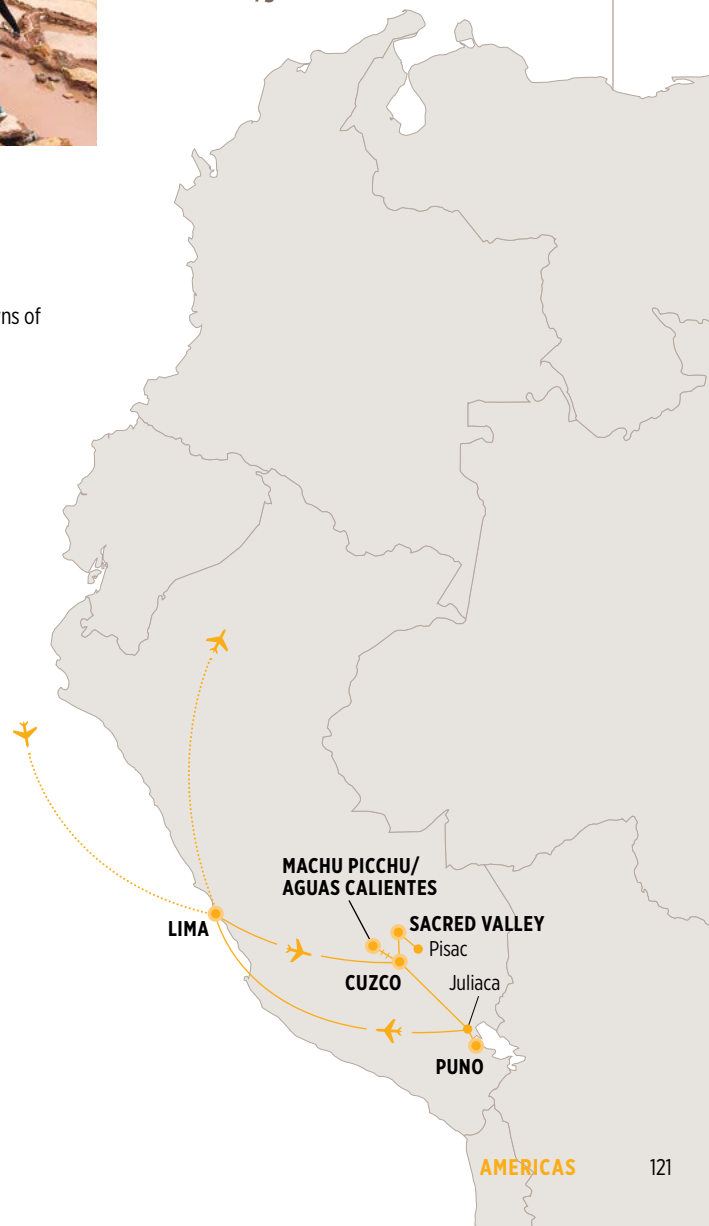 ns of
MACHU PICCHU/
AGUAS CALIENTES
SACRED VALLEY
LIMA
Pisac
CUZCO
Juliaca
PUNO
AMERICAS 121